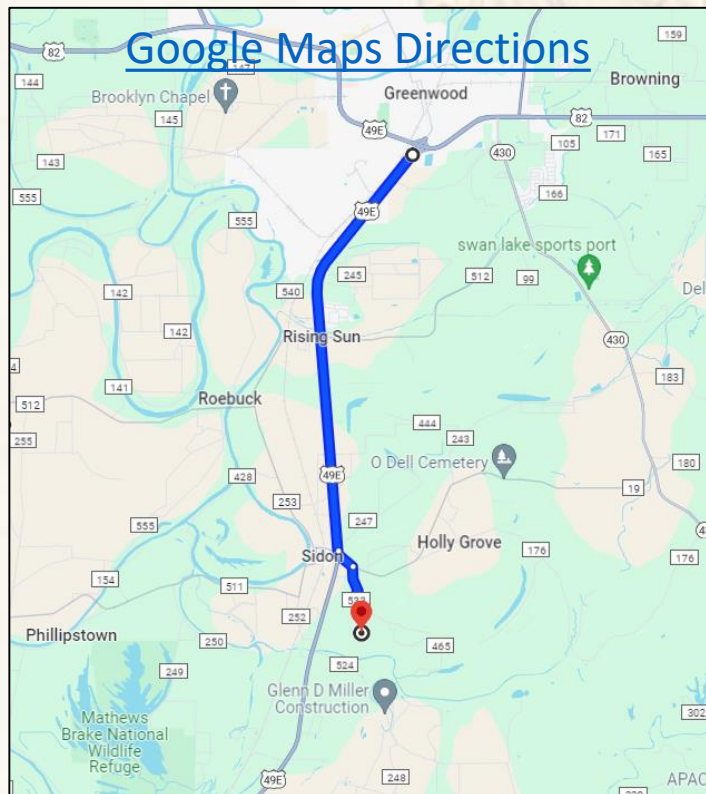 Google Maps Directions
82
159
147
144
Brooklyn Chapel
Greenwood
Browning
145
49E
82
171
105
143
430
165
555
166
49E
555
swan lake sports port
245
512
99
142
540
Del
142
Rising Sun
430
141
183
512
Roebuck
255
444
243
O Dell Cemetery
180
428
49E
19
253
555
247
Sidon
Holly Grove
176
176
154
511
533
252
Phillipstown
250
465
524
249
Glenn D Miller
Construction
Mathews
Brake National
Wildlife
Refuge
302
49E
248
APAC